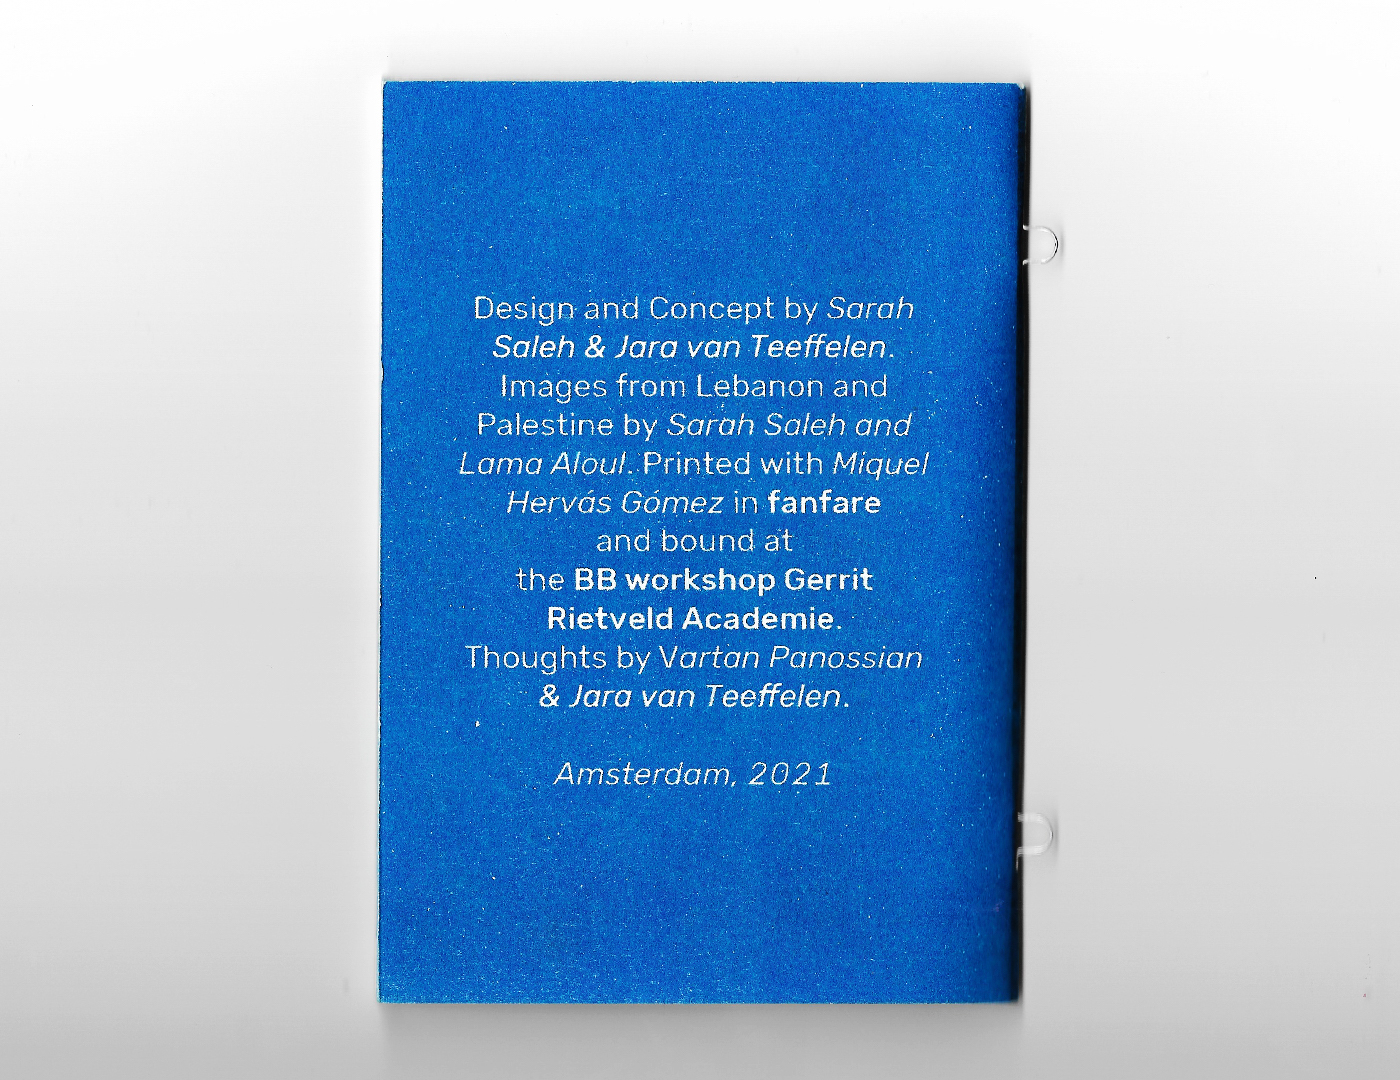 Design and Concept by Sarah
Saleh & Jara van Teeffelen.
Images from Lebanon and
Palestine by Sarah Saleh and
Lama Aloul. Printed with Miquel
Hervás Gómez in fanfare
and bound at
the BB workshop Gerrit
Rietveld Academie.
Thoughts by Vartan Panossian
& Jara van Teeffelen.
Amsterdam, 2021